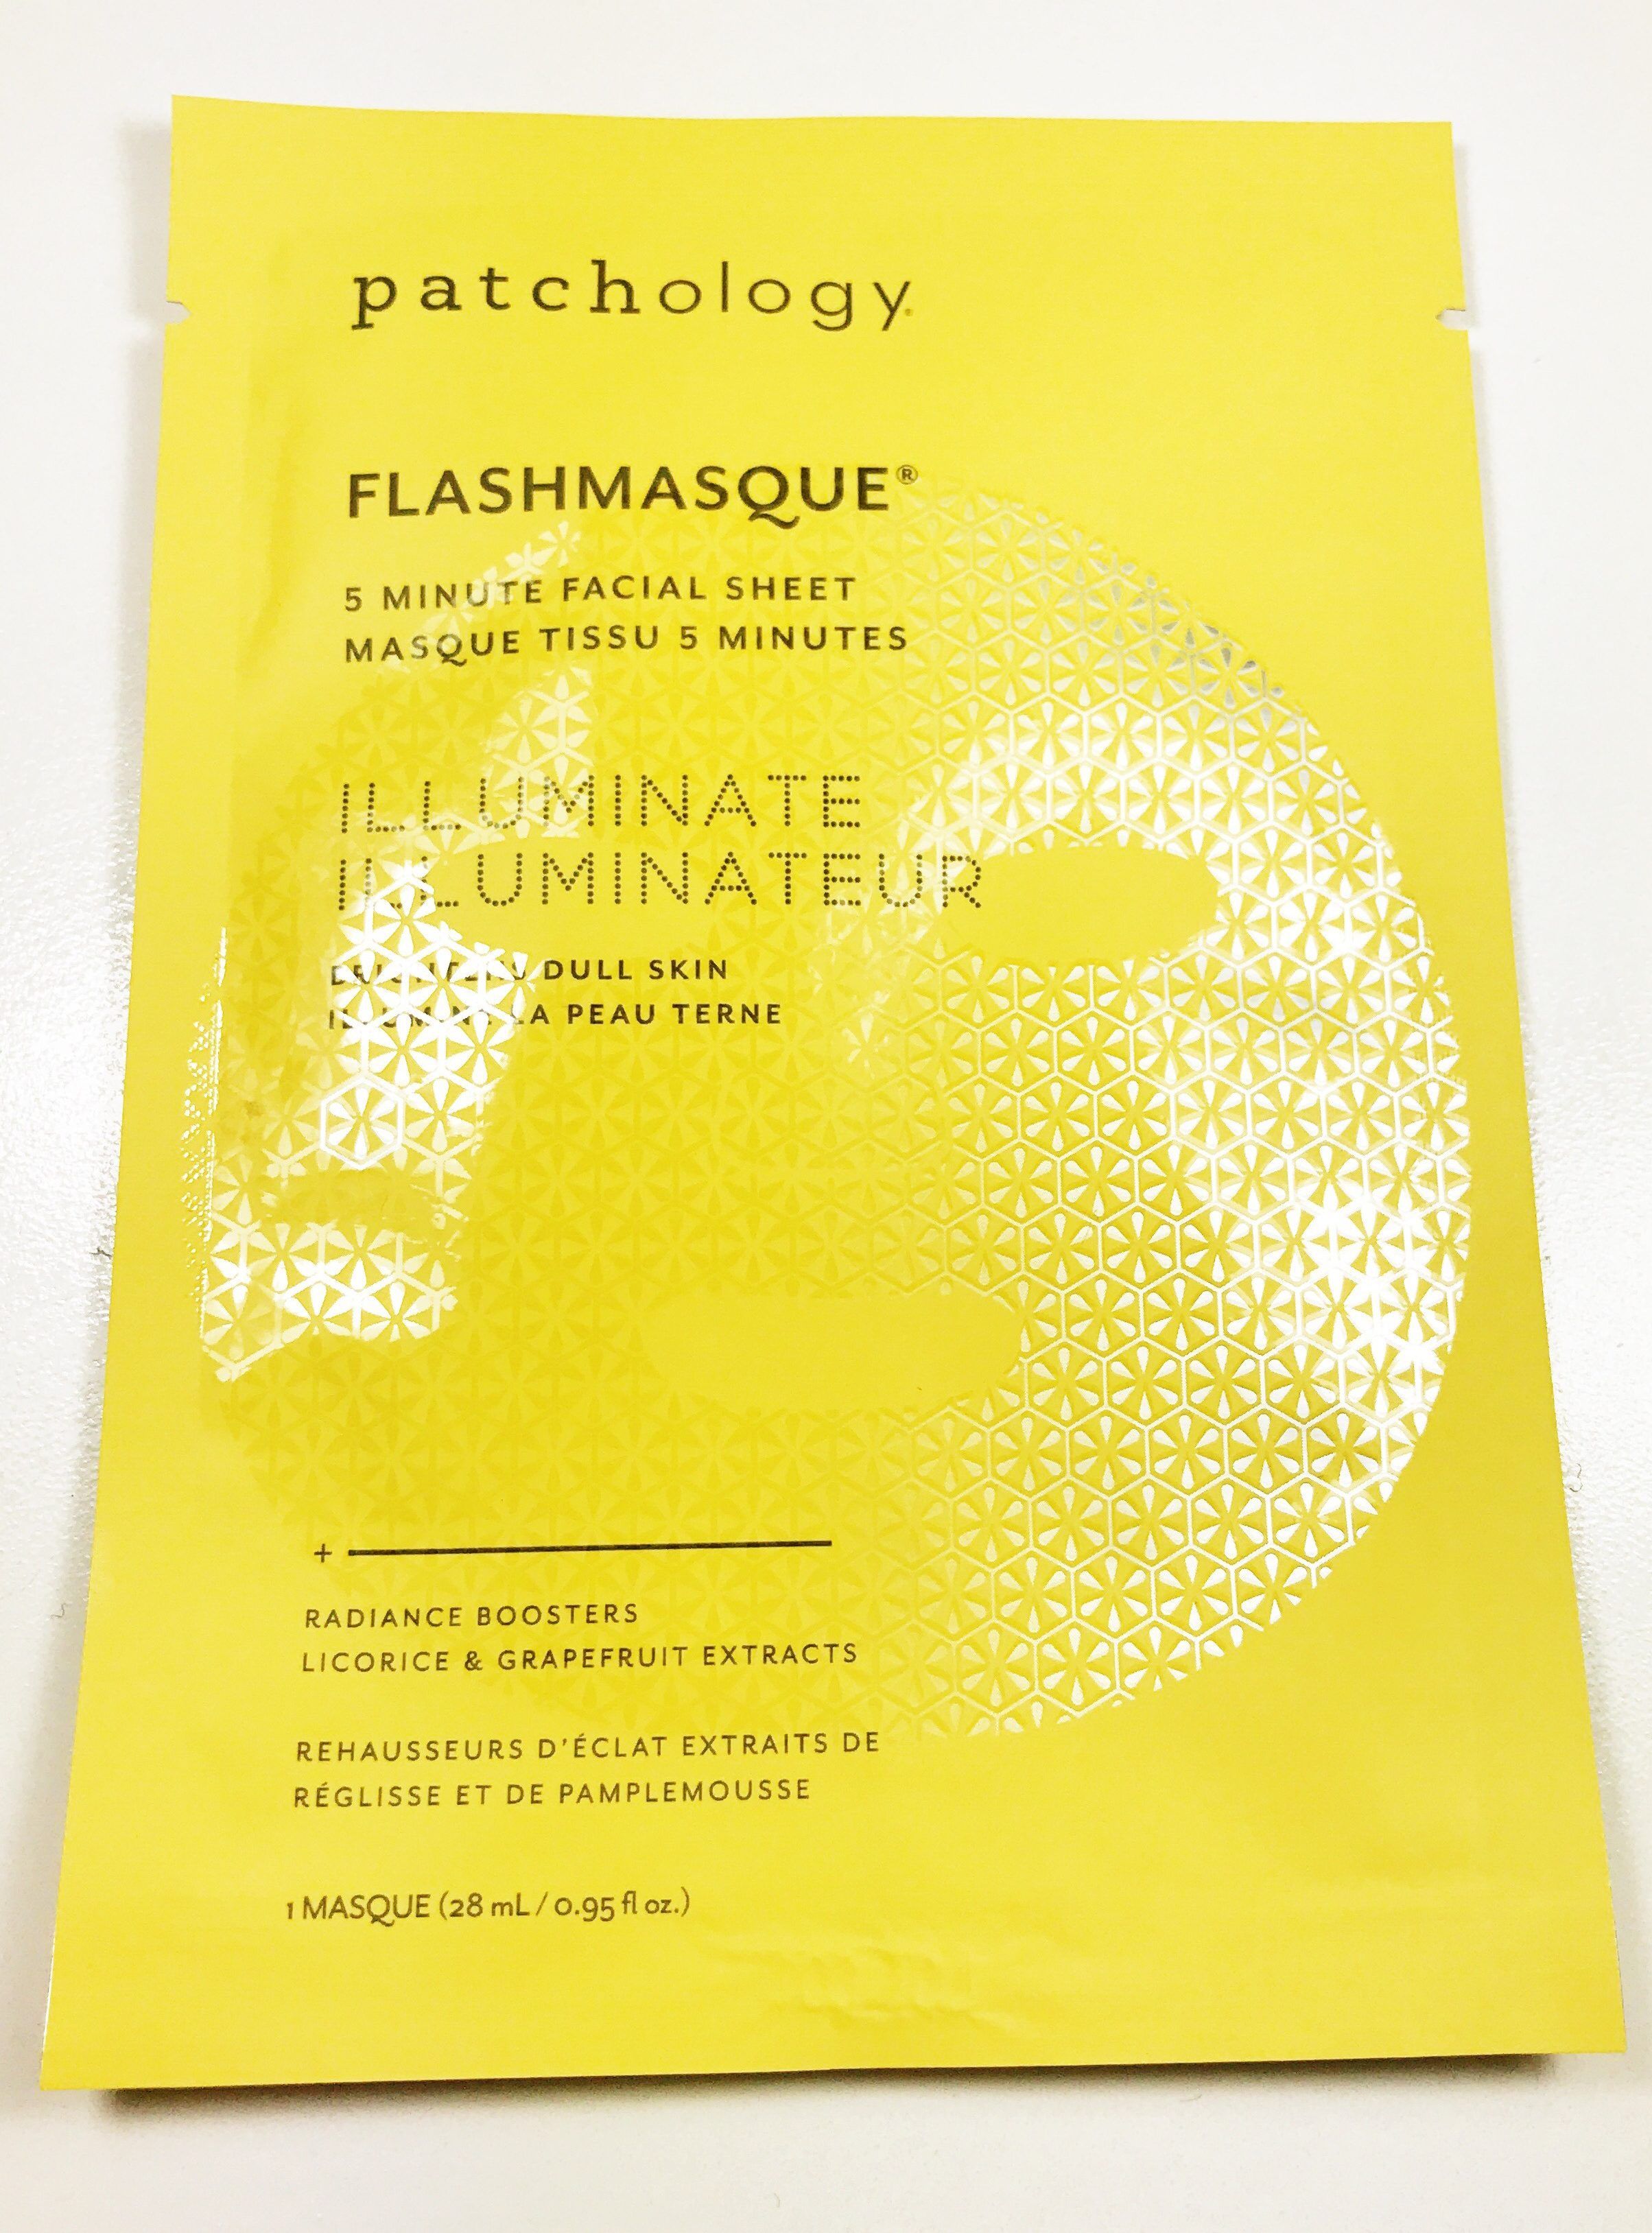 patchology
FLASHMASQUE®
5 MINUTE FACIAL SHEET
MASQUE TISSU 5 MINUTES
ILLUMINATE
ILLUMINATEUR
BRIGHTENS DULL SKIN
ILLUMINE LA PEAU TERNE
+
RADIANCE BOOSTERS
LICORICE & GRAPEFRUIT EXTRACTS
REHAUSSEURS D'ÉCLAT EXTRAITS DE
RÉGLISSE ET DE PAMPLEMOUSSE
1 MASQUE (28 mL / 0.95 fl oz.)